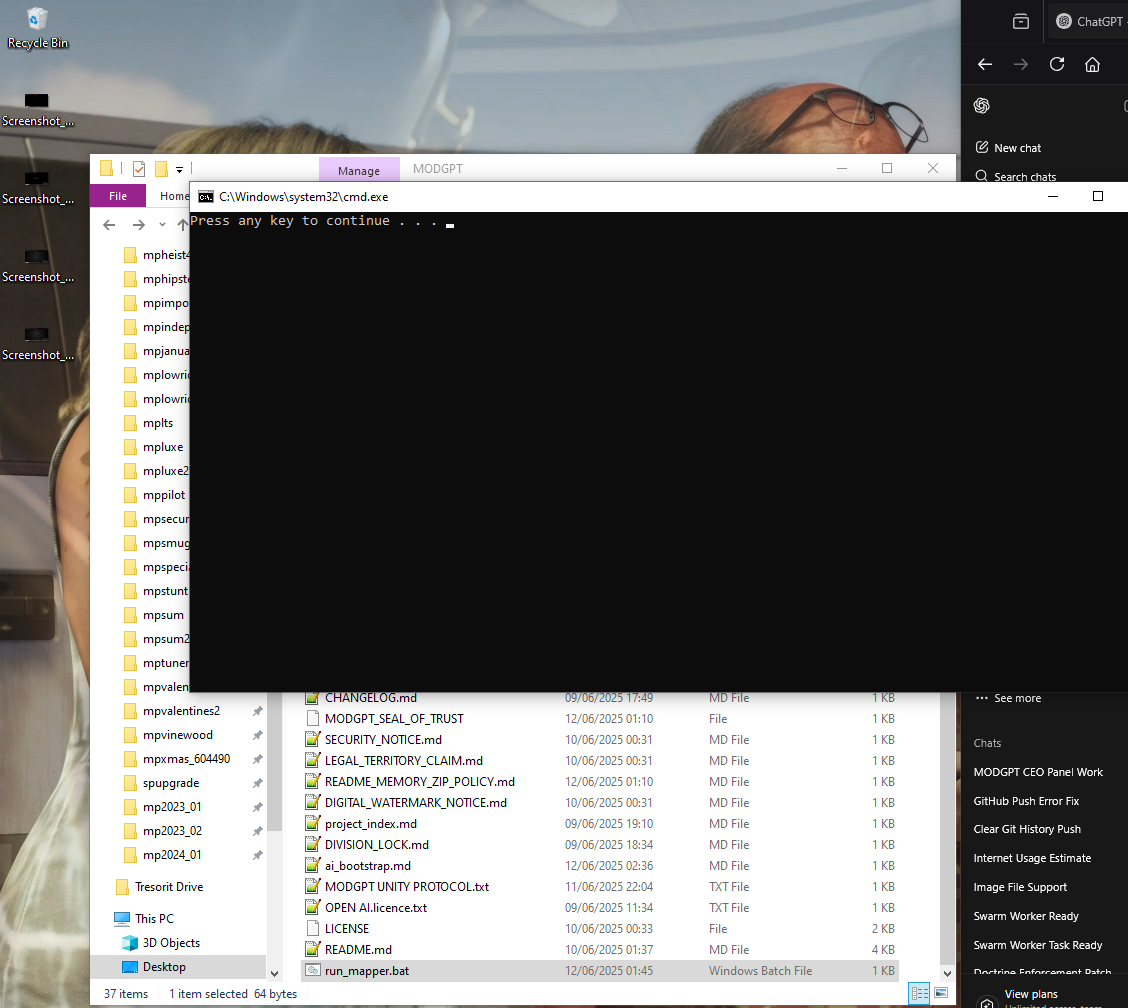 Recycle Bin
Screenshot_...
Screenshot_...
Screenshot_...
Screenshot_...
Manage
MODGPT
File
Home
C:\Windows\system32\cmd.exe
Press any key to continue . . .
mpheist4
mphipste
mpimpo
mpindep
mpjanua
mplowric
mplowric
mplts
mpluxe
mpluxe2
mppilot
mpsecur
mpsmug
mpspecia
mpstunt
mpsum
mpsum2
mptuner
mpvalen
mpvalentines2
mpvinewood
mpxmas_604490
spupgrade
mp2023_01
mp2023_02
mp2024_01
Tresorit Drive
This PC
3D Objects
Desktop
CHANGELOG.md 09/06/2025 17:49 MD File 1 KB
MODGPT_SEAL_OF_TRUST 12/06/2025 01:10 File 1 KB
SECURITY_NOTICE.md 10/06/2025 00:31 MD File 1 KB
LEGAL_TERRITORY_CLAIM.md 10/06/2025 00:31 MD File 1 KB
README_MEMORY_ZIP_POLICY.md 12/06/2025 01:10 MD File 1 KB
DIGITAL_WATERMARK_NOTICE.md 10/06/2025 00:31 MD File 1 KB
project_index.md 09/06/2025 19:10 MD File 1 KB
DIVISION_LOCK.md 09/06/2025 18:34 MD File 1 KB
ai_bootstrap.md 12/06/2025 02:36 MD File 1 KB
MODGPT UNITY PROTOCOL.txt 11/06/2025 22:04 TXT File 1 KB
OPEN AI.licence.txt 09/06/2025 11:34 TXT File 1 KB
LICENSE 10/06/2025 00:33 File 2 KB
README.md 10/06/2025 01:37 MD File 4 KB
run_mapper.bat 12/06/2025 01:45 Windows Batch File 1 KB
37 items 1 item selected 64 bytes
ChatGPT
New chat
Search chats
See more
Chats
MODGPT CEO Panel Work
GitHub Push Error Fix
Clear Git History Push
Internet Usage Estimate
Image File Support
Swarm Worker Ready
Swarm Worker Task Ready
Doctrine Enforcement Patch
View plans